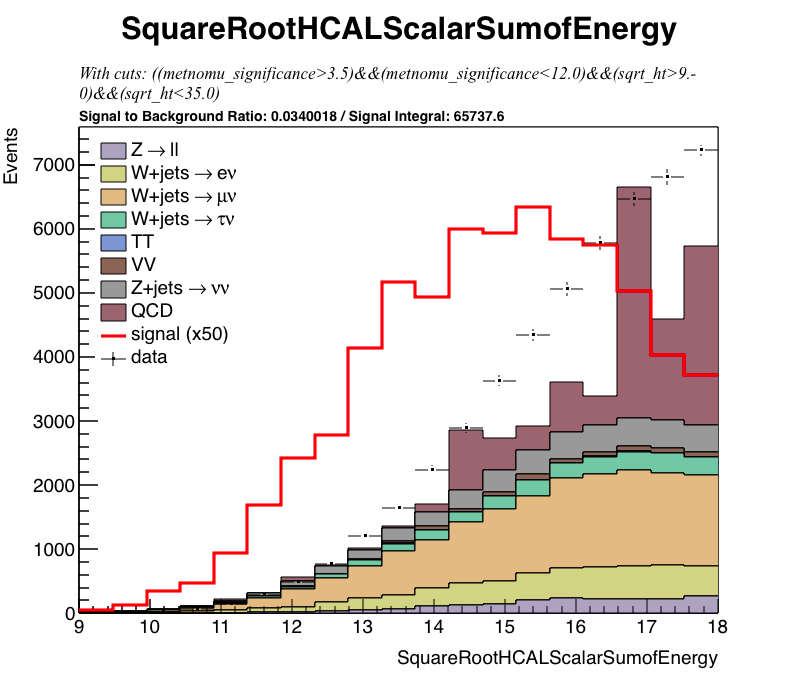 SquareRootHCALScalarSumofEnergy
With cuts: ((metnomu_significance>3.5)&&(metnomu_significance<12.0)&&(sqrt_ht>9.-
0)&&(sqrt_ht<35.0)
Signal to Background Ratio: 0.0340018 / Signal Integral: 65737.6
Events
7000
6000
5000
4000
3000
2000
1000
0
Z → ll
W+jets → eν
W+jets → μν
W+jets → τν
TT
VV
Z+jets → νν
QCD
signal (x50)
data
9 10 11 12 13 14 15 16 17 18
SquareRootHCALScalarSumofEnergy